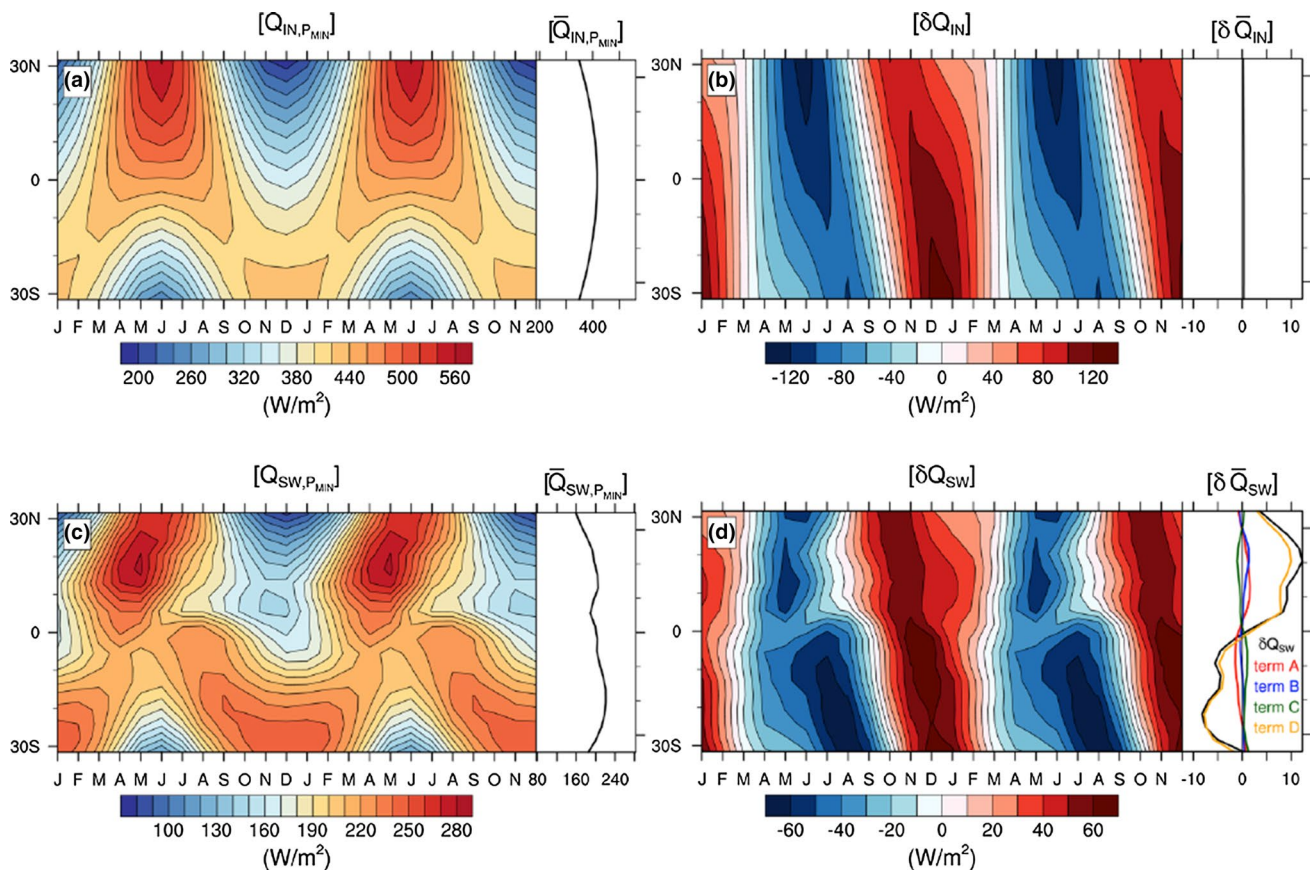 [Q_IN,P_MIN] [Q̅_IN,P_MIN] [δQ_IN] [δ Q̅_IN]
30N (a) (b)
0 0
30S 30S
30N
J F M A M J J A S O N D J F M A M J J A S O N 200 400
J F M A M J J A S O N D J F M A M J J A S O N -10 0 10
200 260 320 380 440 500 560
(W/m²)
-120 -80 -40 0 40 80 120
(W/m²)
[Q_SW,P_MIN] [Q̅_SW,P_MIN] [δQ_SW] [δ Q̅_SW]
30N (c) 30N (d)
0 0
30S 30S
δQ_SW
term A
term B
term C
term D
J F M A M J J A S O N D J F M A M J J A S O N 80 160 240
J F M A M J J A S O N D J F M A M J J A S O N -10 0 10
100 130 160 190 220 250 280
(W/m²)
-60 -40 -20 0 20 40 60
(W/m²)